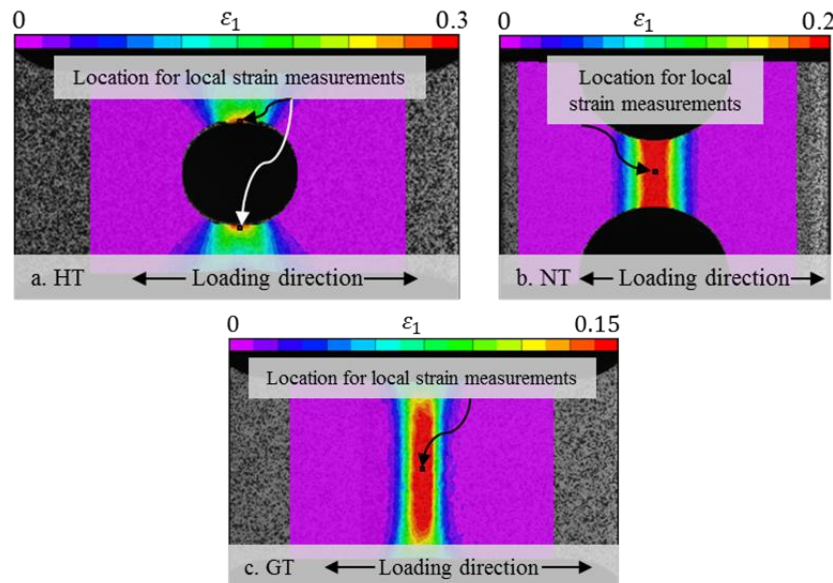 0 ε₁ 0.3
Location for local strain measurements
a. HT Loading direction
0 ε₁ 0.2
Location for local
strain measurements
b. NT Loading direction
0 ε₁ 0.15
Location for local strain measurements
c. GT Loading direction